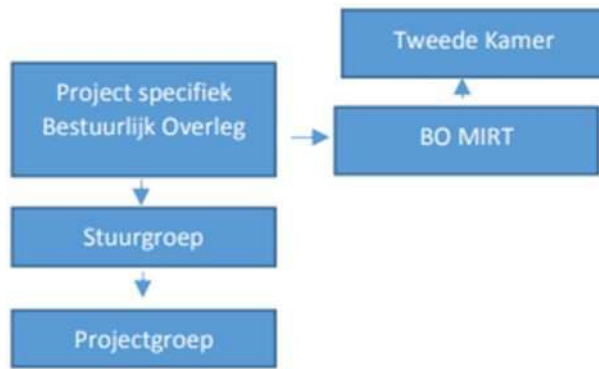 Tweede Kamer
Project specifiek
Bestuurlijk Overleg
BO MIRT
Stuurgroep
Projectgroep